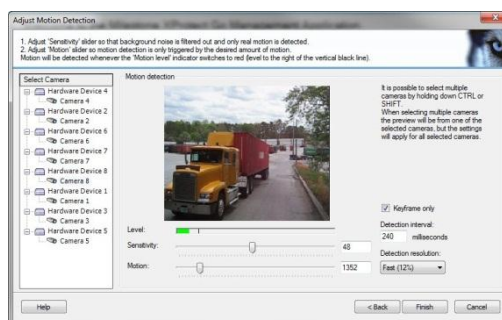 Adjust Motion Detection
1. Adjust 'Sensitivity' slider so that background noise is filtered out and only real motion is detected.
2. Adjust 'Motion' slider so motion detection is only triggered by the desired amount of motion.
Motion will be detected whenever the 'Motion level' indicator switches to red (level to the right of the vertical black line).
Select Camera
Hardware Device 4
Camera 4
Hardware Device 2
Camera 2
Hardware Device 6
Camera 6
Hardware Device 7
Camera 7
Hardware Device 8
Camera 8
Hardware Device 1
Camera 1
Hardware Device 3
Camera 3
Hardware Device 5
Camera 5
Motion detection
Level:
Sensitivity:
48
Motion:
1352
It is possible to select multiple
cameras by holding down CTRL or
SHIFT.
When selecting multiple cameras
the preview will be from one of the
selected cameras, but the settings
will apply for all selected cameras.
Keyframe only
Detection interval:
240 milliseconds
Detection resolution:
Fast (12%)
Help
< Back
Finish
Cancel